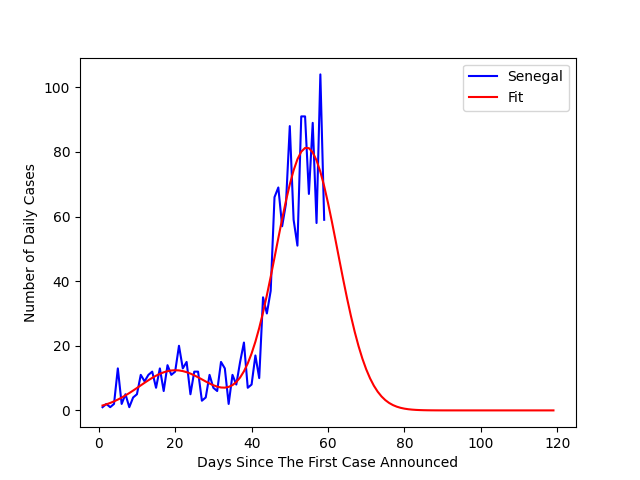 Senegal
Fit
100
80
60
40
20
0
Number of Daily Cases
0 20 40 60 80 100 120
Days Since The First Case Announced